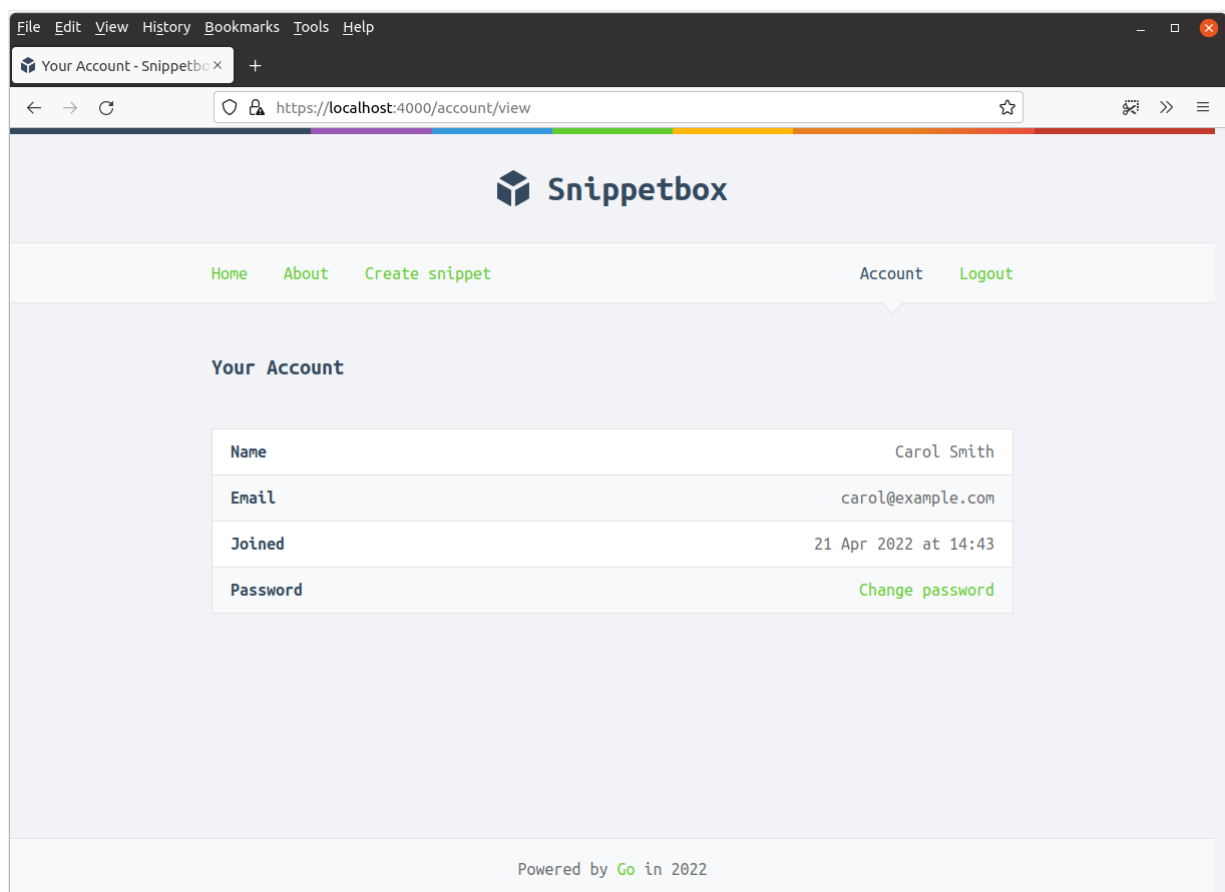 File Edit View History Bookmarks Tools Help
Your Account - Snippetbo
https://localhost:4000/account/view
Snippetbox
Home About Create snippet Account Logout
Your Account
Name Carol Smith
Email carol@example.com
Joined 21 Apr 2022 at 14:43
Password Change password
Powered by Go in 2022